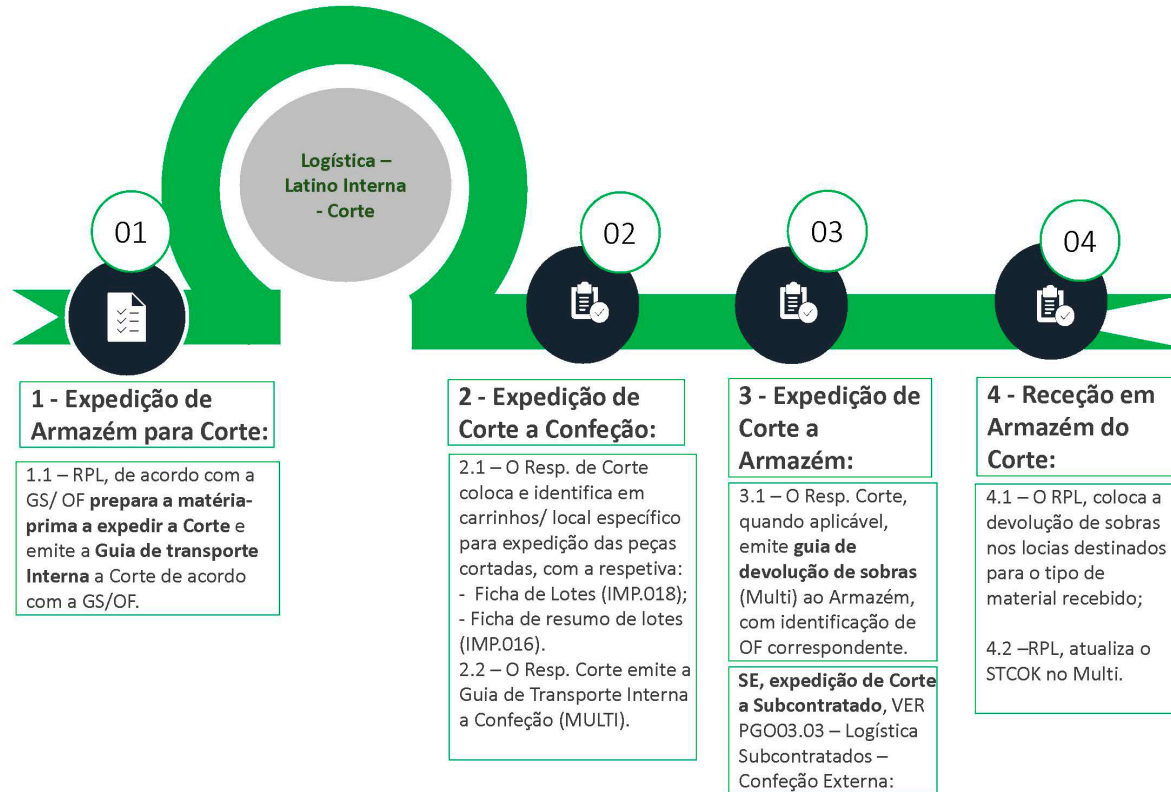 Logística –
Latino Interna
- Corte
01
02
03
04
1 - Expedição de
Armazém para Corte:
1.1 – RPL, de acordo com a
GS/ OF prepara a matéria-
prima a expedir a Corte e
emite a Guia de transporte
Interna a Corte de acordo
com a GS/OF.
2 - Expedição de
Corte a Confeção:
2.1 – O Resp. de Corte
coloca e identifica em
carrinhos/ local específico
para expedição das peças
cortadas, com a respetiva:
- Ficha de Lotes (IMP.018);
- Ficha de resumo de lotes
(IMP.016).
2.2 – O Resp. Corte emite a
Guia de Transporte Interna
a Confeção (MULTI).
3 - Expedição de
Corte a
Armazém:
3.1 – O Resp. Corte,
quando aplicável,
emite guia de
devolução de sobras
(Multi) ao Armazém,
com identificação de
OF correspondente.
SE, expedição de Corte
a Subcontratado, VER
PGO03.03 – Logística
Subcontratados –
Confeção Externa:
4 - Receção em
Armazém do
Corte:
4.1 – O RPL, coloca a
devolução de sobras
nos locias destinados
para o tipo de
material recebido;
4.2 –RPL, atualiza o
STCOK no Multi.